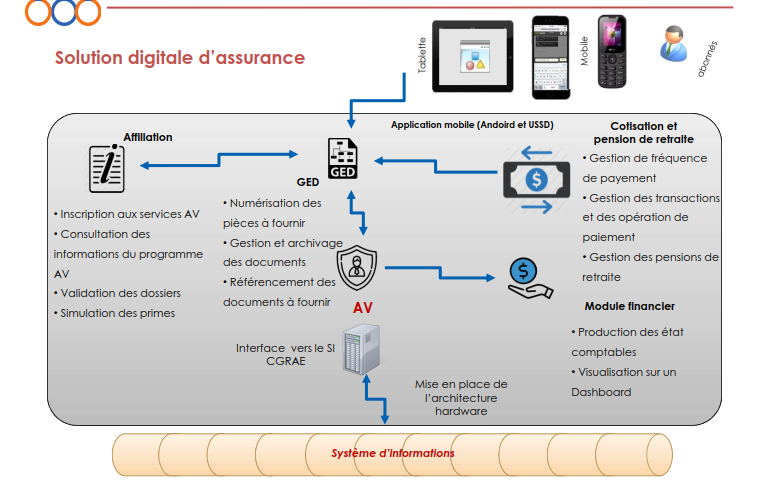 Solution digitale d’assurance
Tablette
Mobile
abonnés
Application mobile (Andoird et USSD)
Affiliation
• Inscription aux services AV
• Consultation des
informations du programme
AV
• Validation des dossiers
• Simulation des primes
GED
GED
• Numérisation des
pièces à fournir
• Gestion et archivage
des documents
• Référencement des
documents à fournir
AV
Cotisation et
pension de retraite
• Gestion de fréquence
de payement
• Gestion des transactions
et des opération de
paiement
• Gestion des pensions de
retraite
Module financier
• Production des état
comptables
• Visualisation sur un
Dashboard
Interface vers le SI
CGRAE
Mise en place de
l’architecture
hardware
Système d’informations